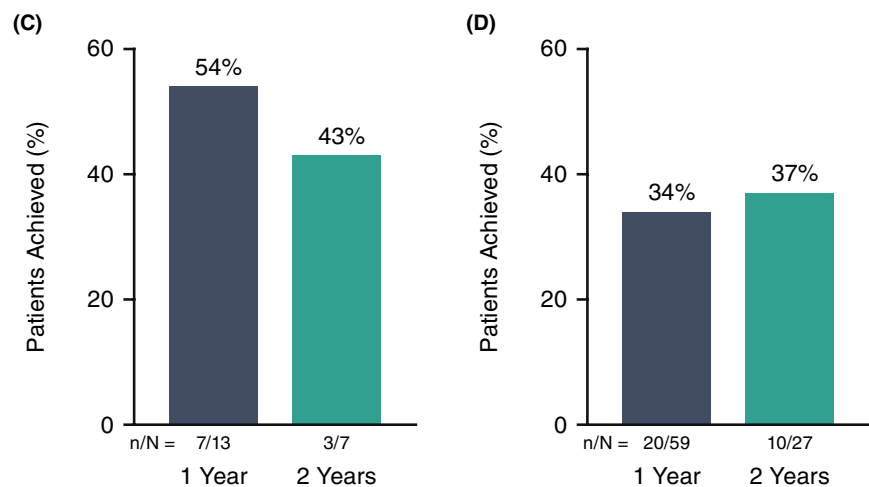 (C)
Patients Achieved (%)
60
40
20
0
54%
43%
n/N = 7/13 3/7
1 Year 2 Years
(D)
Patients Achieved (%)
60
40
20
0
34%
37%
n/N = 20/59 10/27
1 Year 2 Years